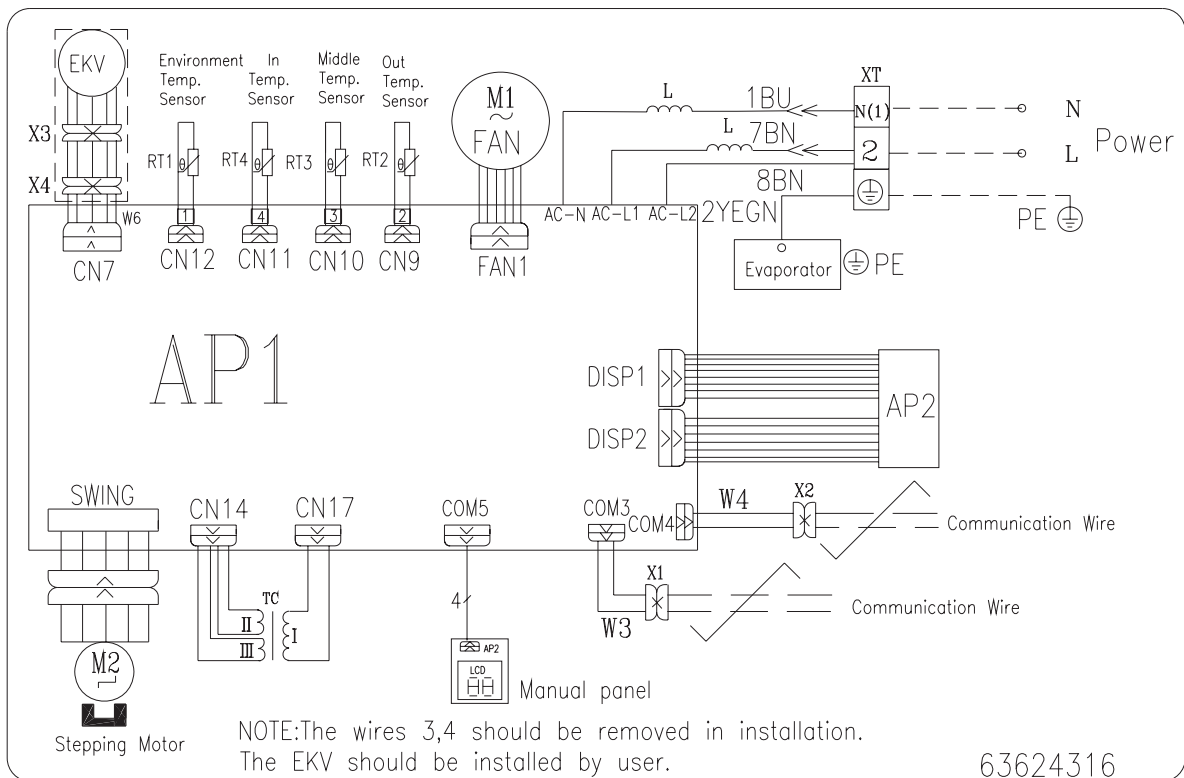 EKV
X3
X4
W6
CN7
Environment
Temp.
Sensor
RT1
θ
1
CN12
In
Temp.
Sensor
RT4
θ
4
CN11
Middle
Temp.
Sensor
RT3
θ
3
CN10
Out
Temp.
Sensor
RT2
θ
2
CN9
M1
~
FAN
FAN1
L
1BU
L
7BN
8BN
XT
N(1)
2
N
L
Power
PE
AC-N AC-L1 AC-L2
2YEGN
Evaporator
PE
AP1
DISP1
DISP2
AP2
SWING
M2
Stepping Motor
CN14
CN17
TC
II
III
I
COM5
4
AP2
LCD
88
Manual panel
COM3
COM4
W4
X2
Communication Wire
X1
W3
Communication Wire
NOTE:The wires 3,4 should be removed in installation.
The EKV should be installed by user.
63624316